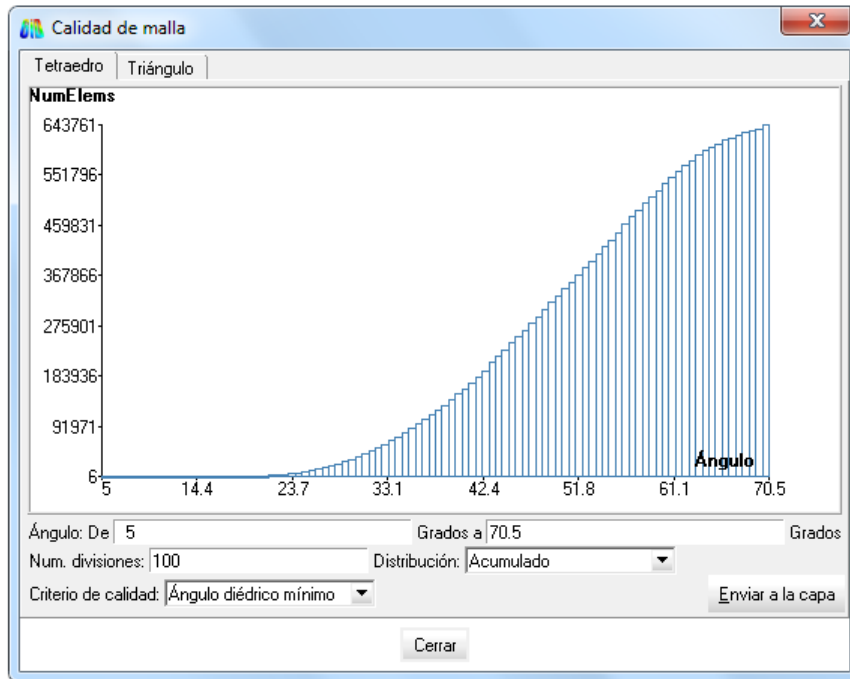 Calidad de malla
Tetraedro Triángulo
NumElems
643761
551796
459831
367866
275901
183936
91971
6
Ángulo
5 14.4 23.7 33.1 42.4 51.8 61.1 70.5
Ángulo: De 5 Grados a 70.5 Grados
Num. divisiones: 100 Distribución: Acumulado
Criterio de calidad: Ángulo diédrico mínimo Enviar a la capa
Cerrar